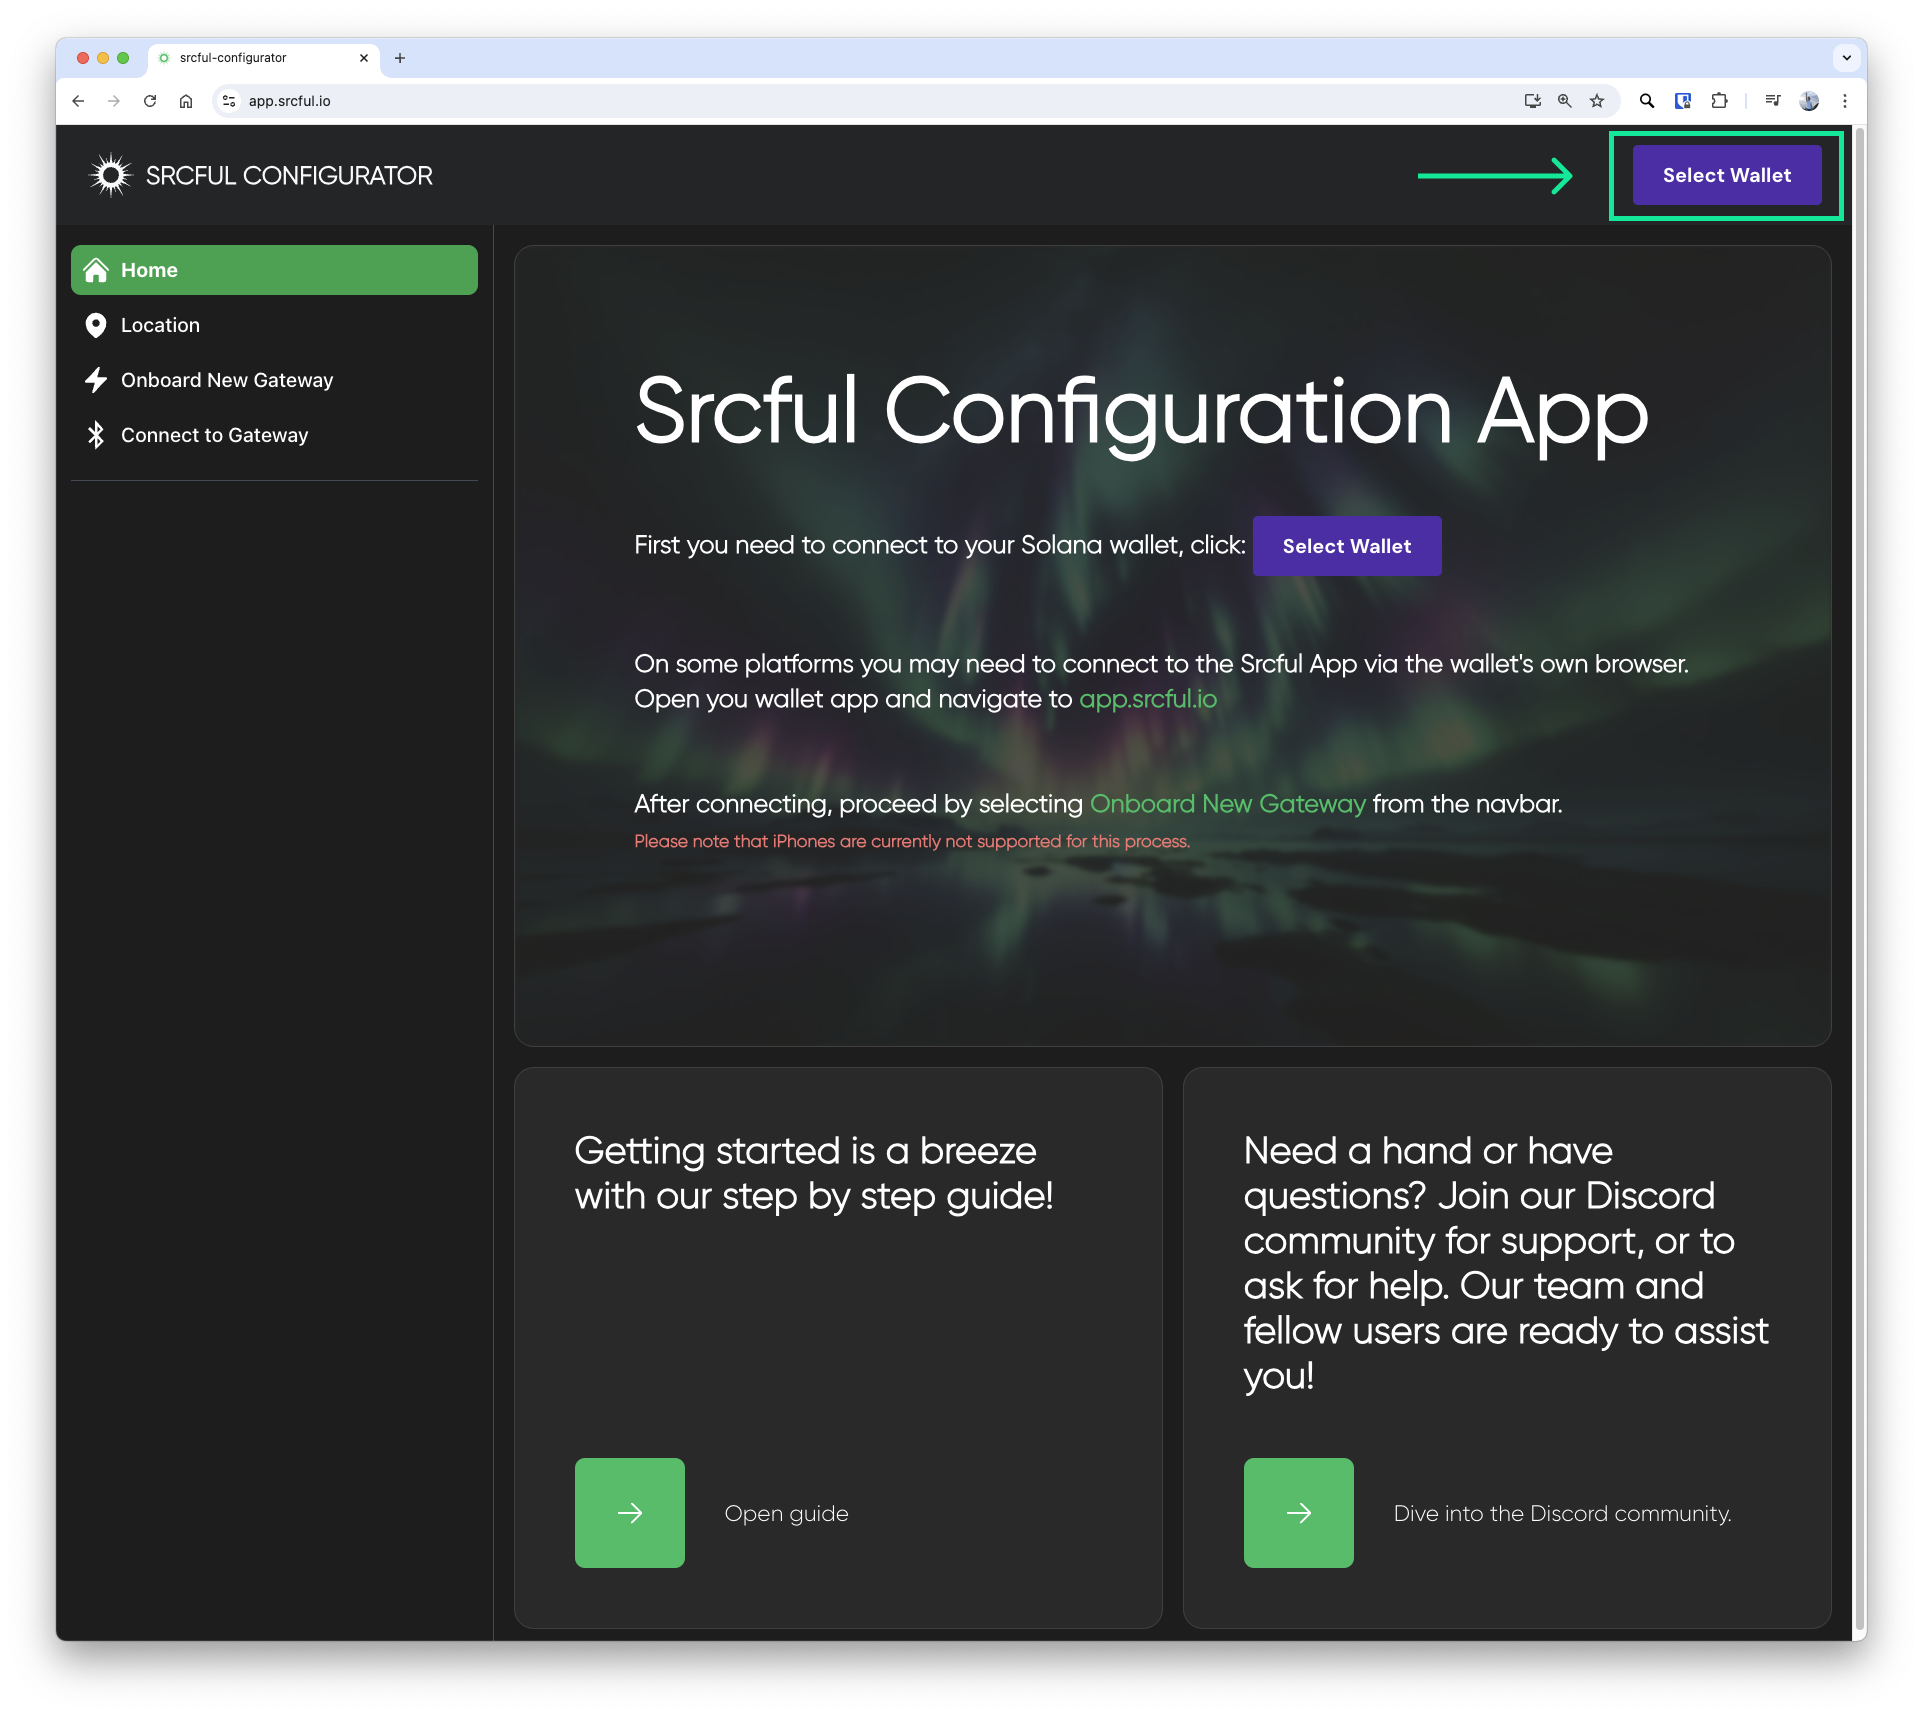 srcful-configurator
app.srcful.io
SRCFUL CONFIGURATOR
Select Wallet
Home
Location
Onboard New Gateway
Connect to Gateway
Srcful Configuration App
First you need to connect to your Solana wallet, click: Select Wallet
On some platforms you may need to connect to the Srcful App via the wallet's own browser.
Open you wallet app and navigate to app.srcful.io
After connecting, proceed by selecting Onboard New Gateway from the navbar.
Please note that iPhones are currently not supported for this process.
Getting started is a breeze
with our step by step guide!
Open guide
Need a hand or have
questions? Join our Discord
community for support, or to
ask for help. Our team and
fellow users are ready to assist
you!
Dive into the Discord community.